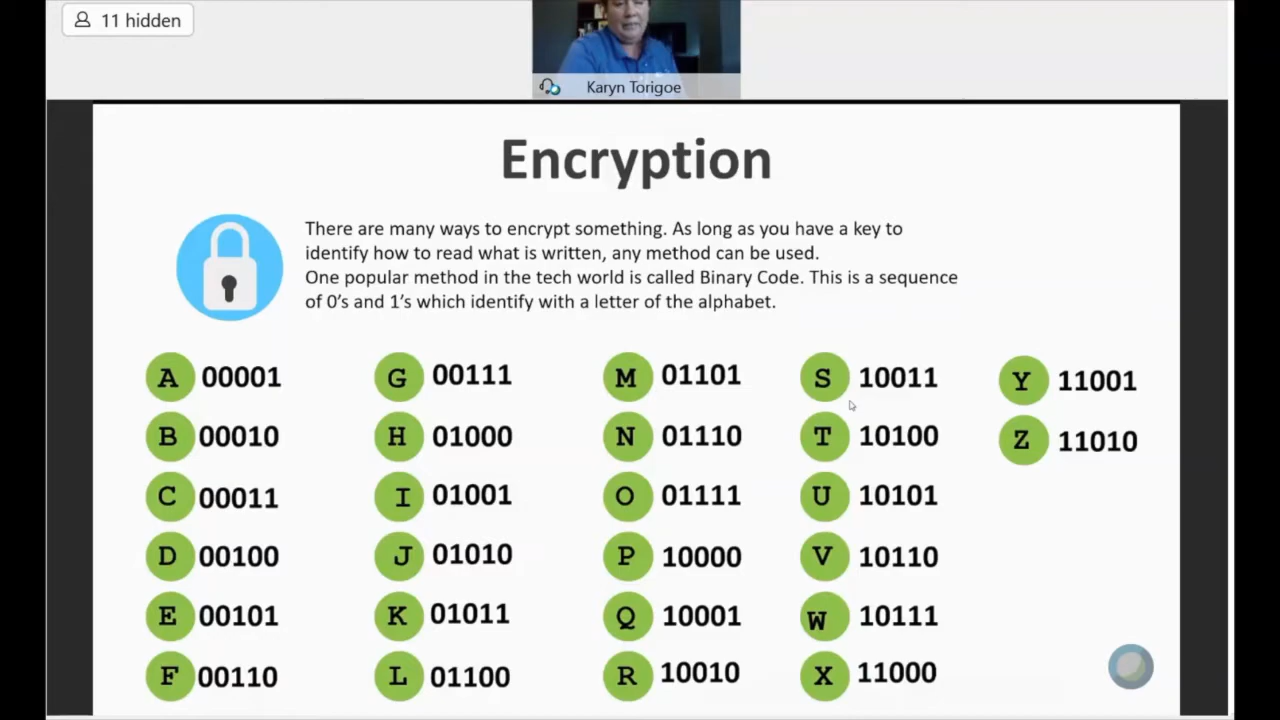 11 hidden
Karyn Torigoe
Encryption
There are many ways to encrypt something. As long as you have a key to
identify how to read what is written, any method can be used.
One popular method in the tech world is called Binary Code. This is a sequence
of 0's and 1's which identify with a letter of the alphabet.
A 00001
B 00010
C 00011
D 00100
E 00101
F 00110
G 00111
H 01000
I 01001
J 01010
K 01011
L 01100
M 01101
N 01110
O 01111
P 10000
Q 10001
R 10010
S 10011
T 10100
U 10101
V 10110
W 10111
X 11000
Y 11001
Z 11010